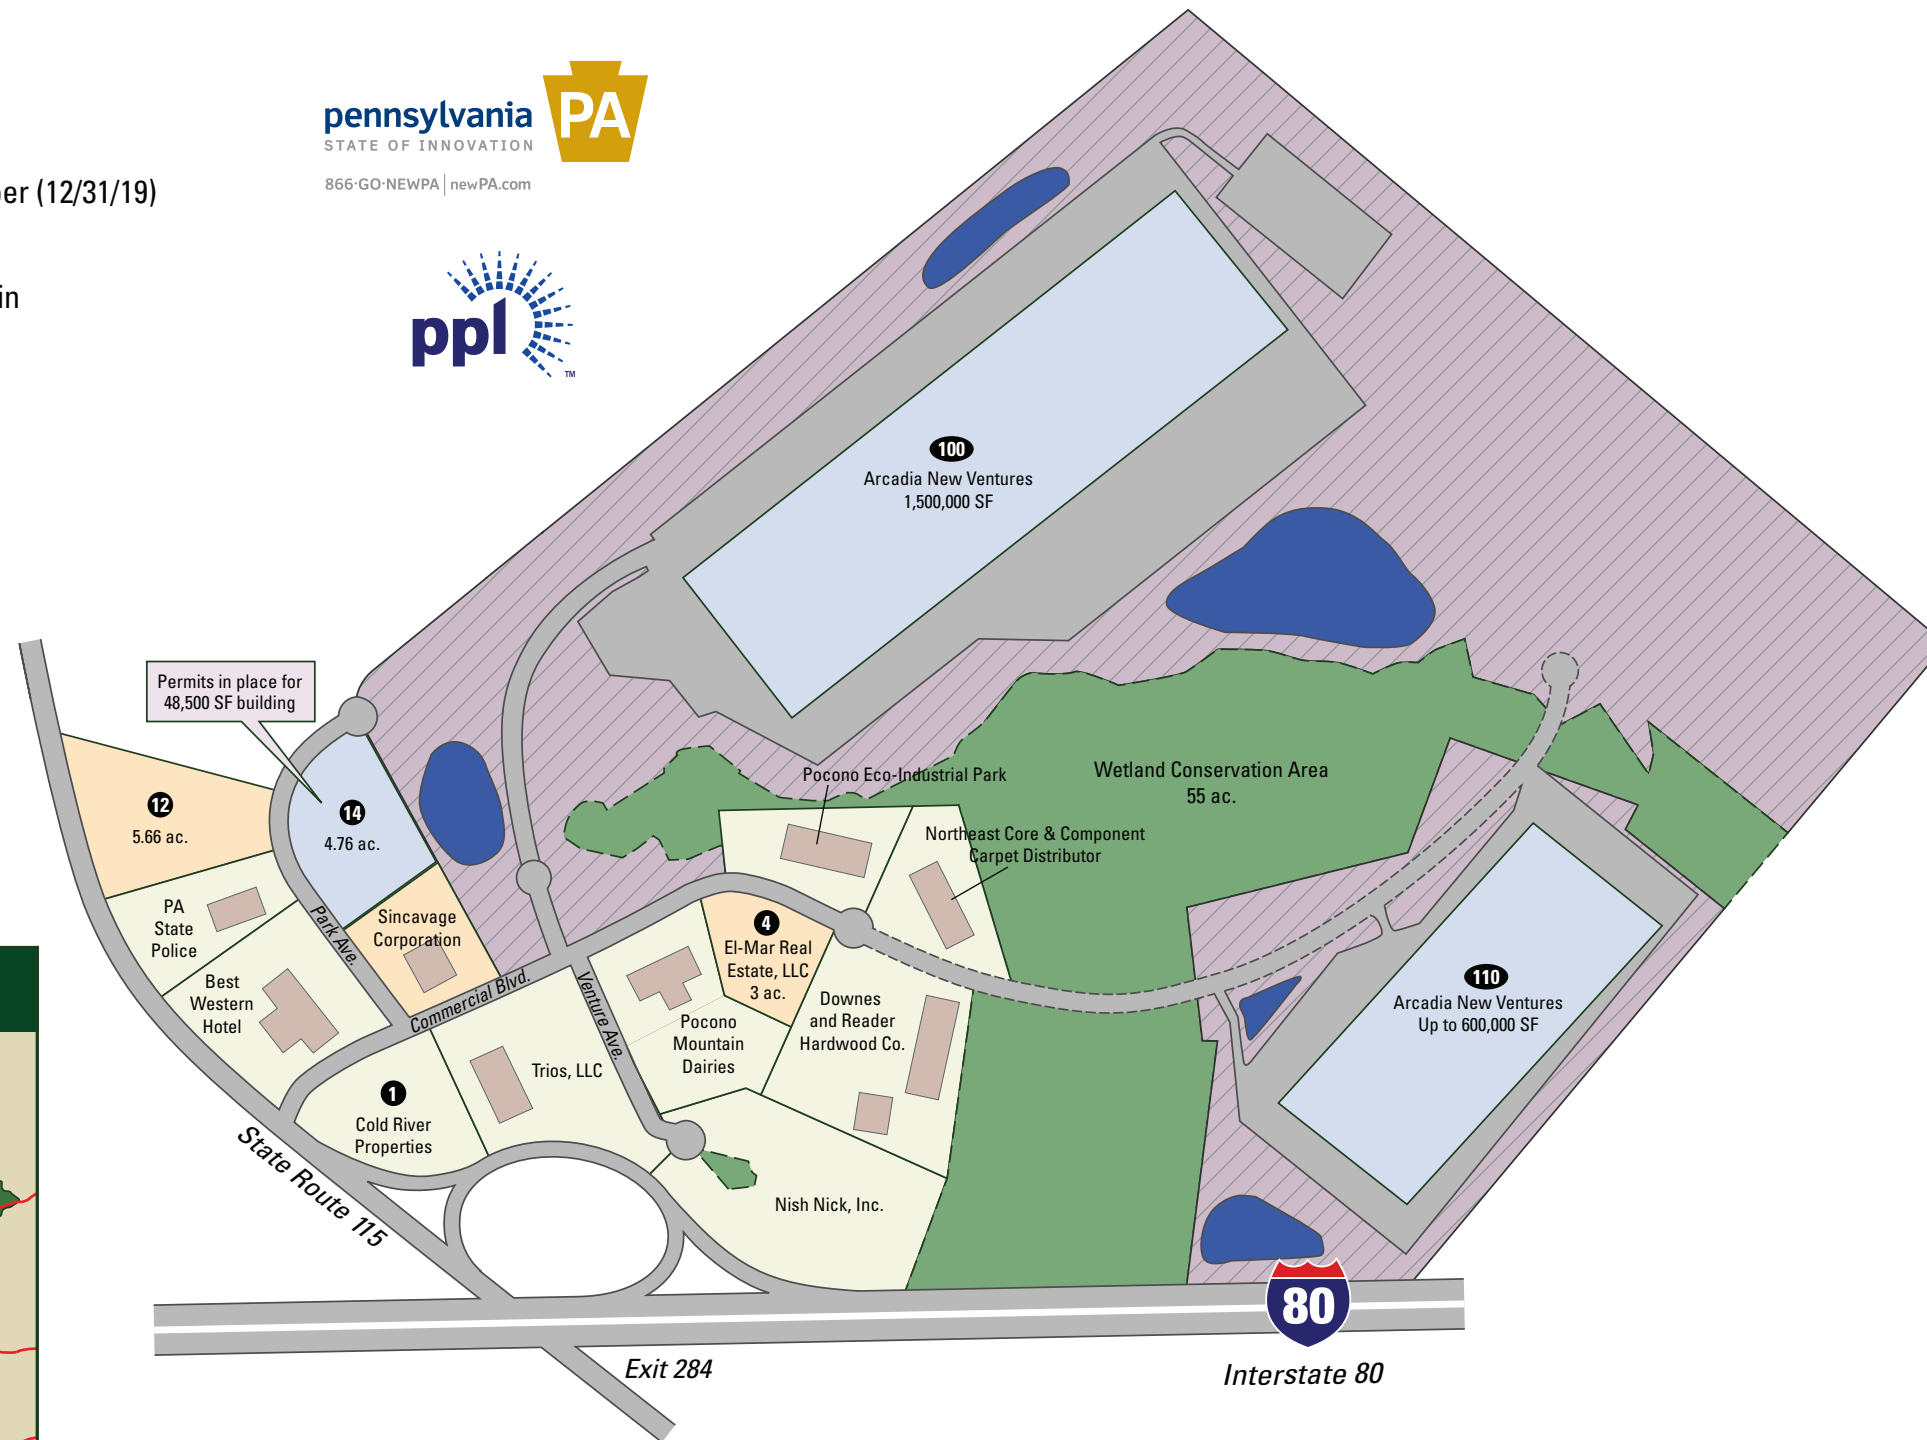 pennsylvania
PA
STATE OF INNOVATION
866·GO·NEWPA | newPA.com
(12/31/19)
in
ppl
TM
100
Arcadia New Ventures
1,500,000 SF
Permits in place for
48,500 SF building
12
5.66 ac.
14
4.76 ac.
Pocono Eco-Industrial Park
Wetland Conservation Area
55 ac.
Northeast Core & Component
Carpet Distributor
PA
State
Police
Park Ave.
Sincavage
Corporation
4
El-Mar Real
Estate, LLC
3 ac.
Best
Western
Hotel
Commercial Blvd.
Venture Ave.
Pocono
Mountain
Dairies
Downes
and Reader
Hardwood Co.
110
Arcadia New Ventures
Up to 600,000 SF
Trios, LLC
1
Cold River
Properties
State Route 115
Nish Nick, Inc.
80
Exit 284
Interstate 80